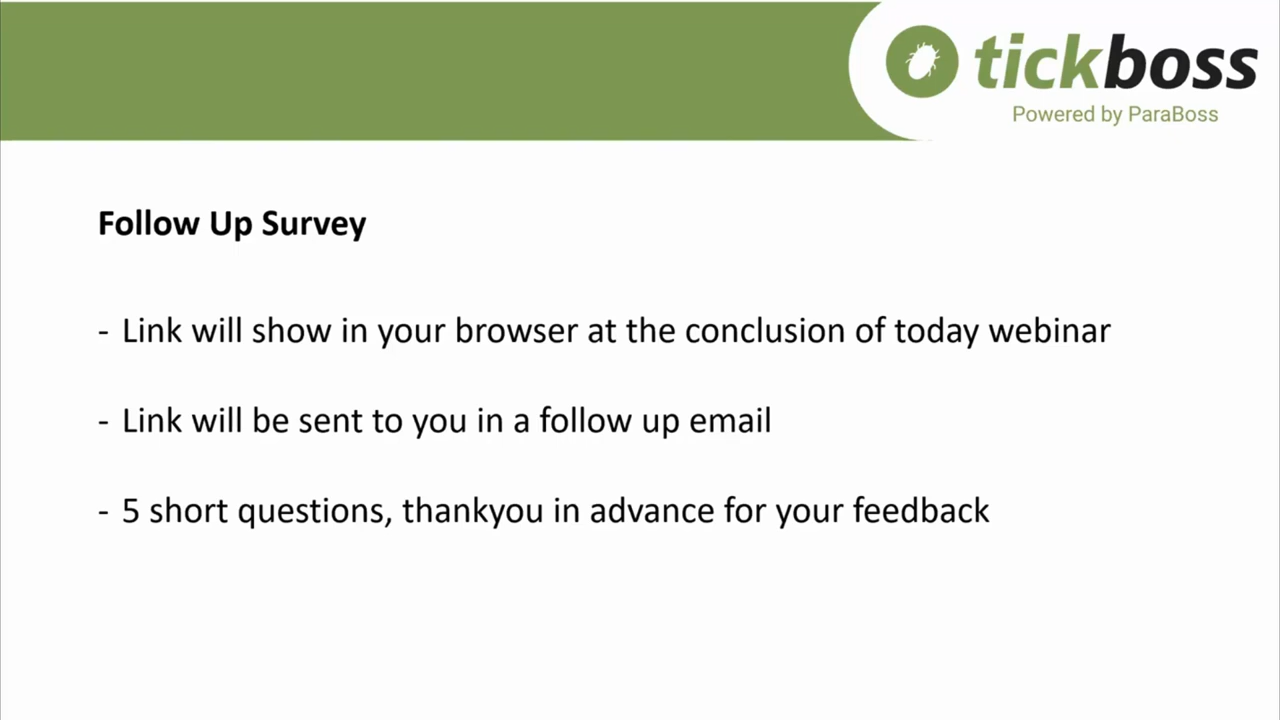 tickboss
Powered by ParaBoss
Follow Up Survey
- Link will show in your browser at the conclusion of today webinar
- Link will be sent to you in a follow up email
- 5 short questions, thankyou in advance for your feedback